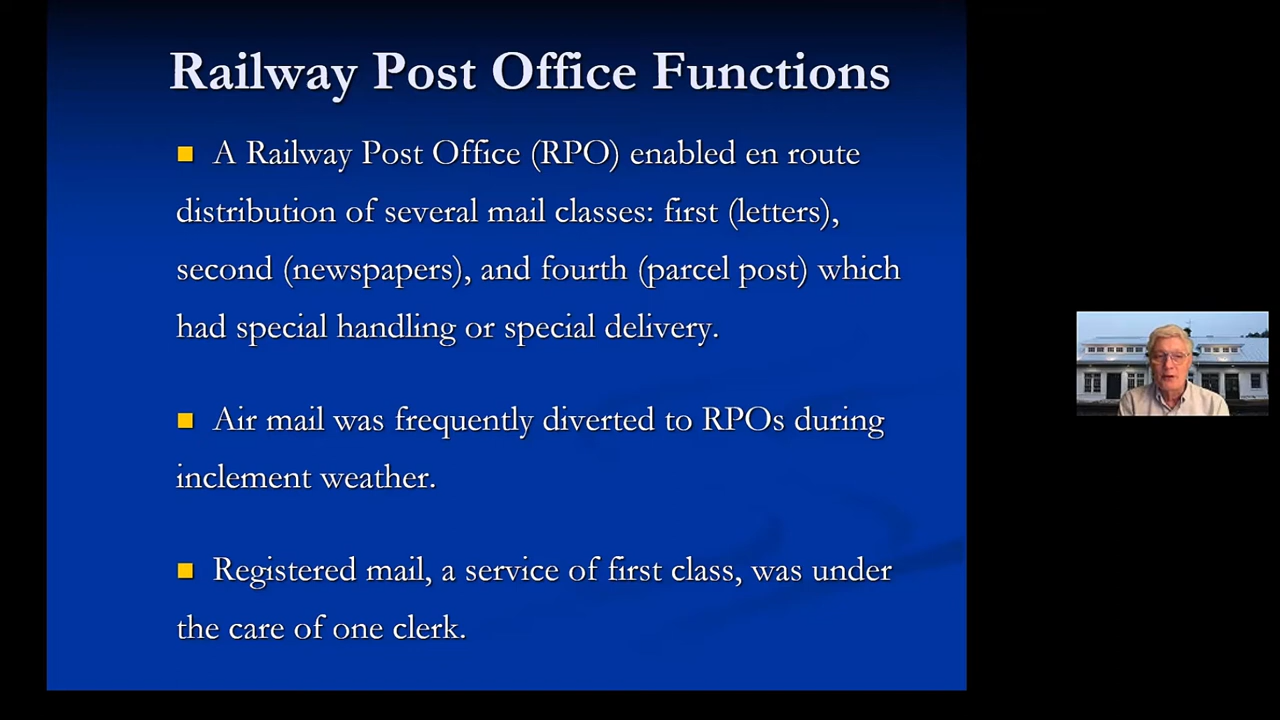 Railway Post Office Functions
A Railway Post Office (RPO) enabled en route
distribution of several mail classes: first (letters),
second (newspapers), and fourth (parcel post) which
had special handling or special delivery.
Air mail was frequently diverted to RPOs during
inclement weather.
Registered mail, a service of first class, was under
the care of one clerk.